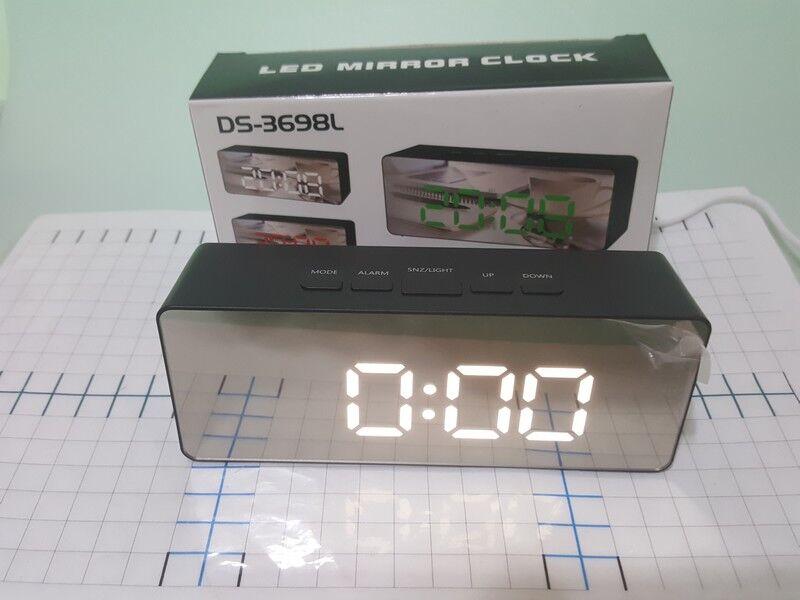 LED MIRROR CLOCK
DS-3698L
20:08
20:08
MODE ALARM SNZ/LIGHT UP DOWN
0:00